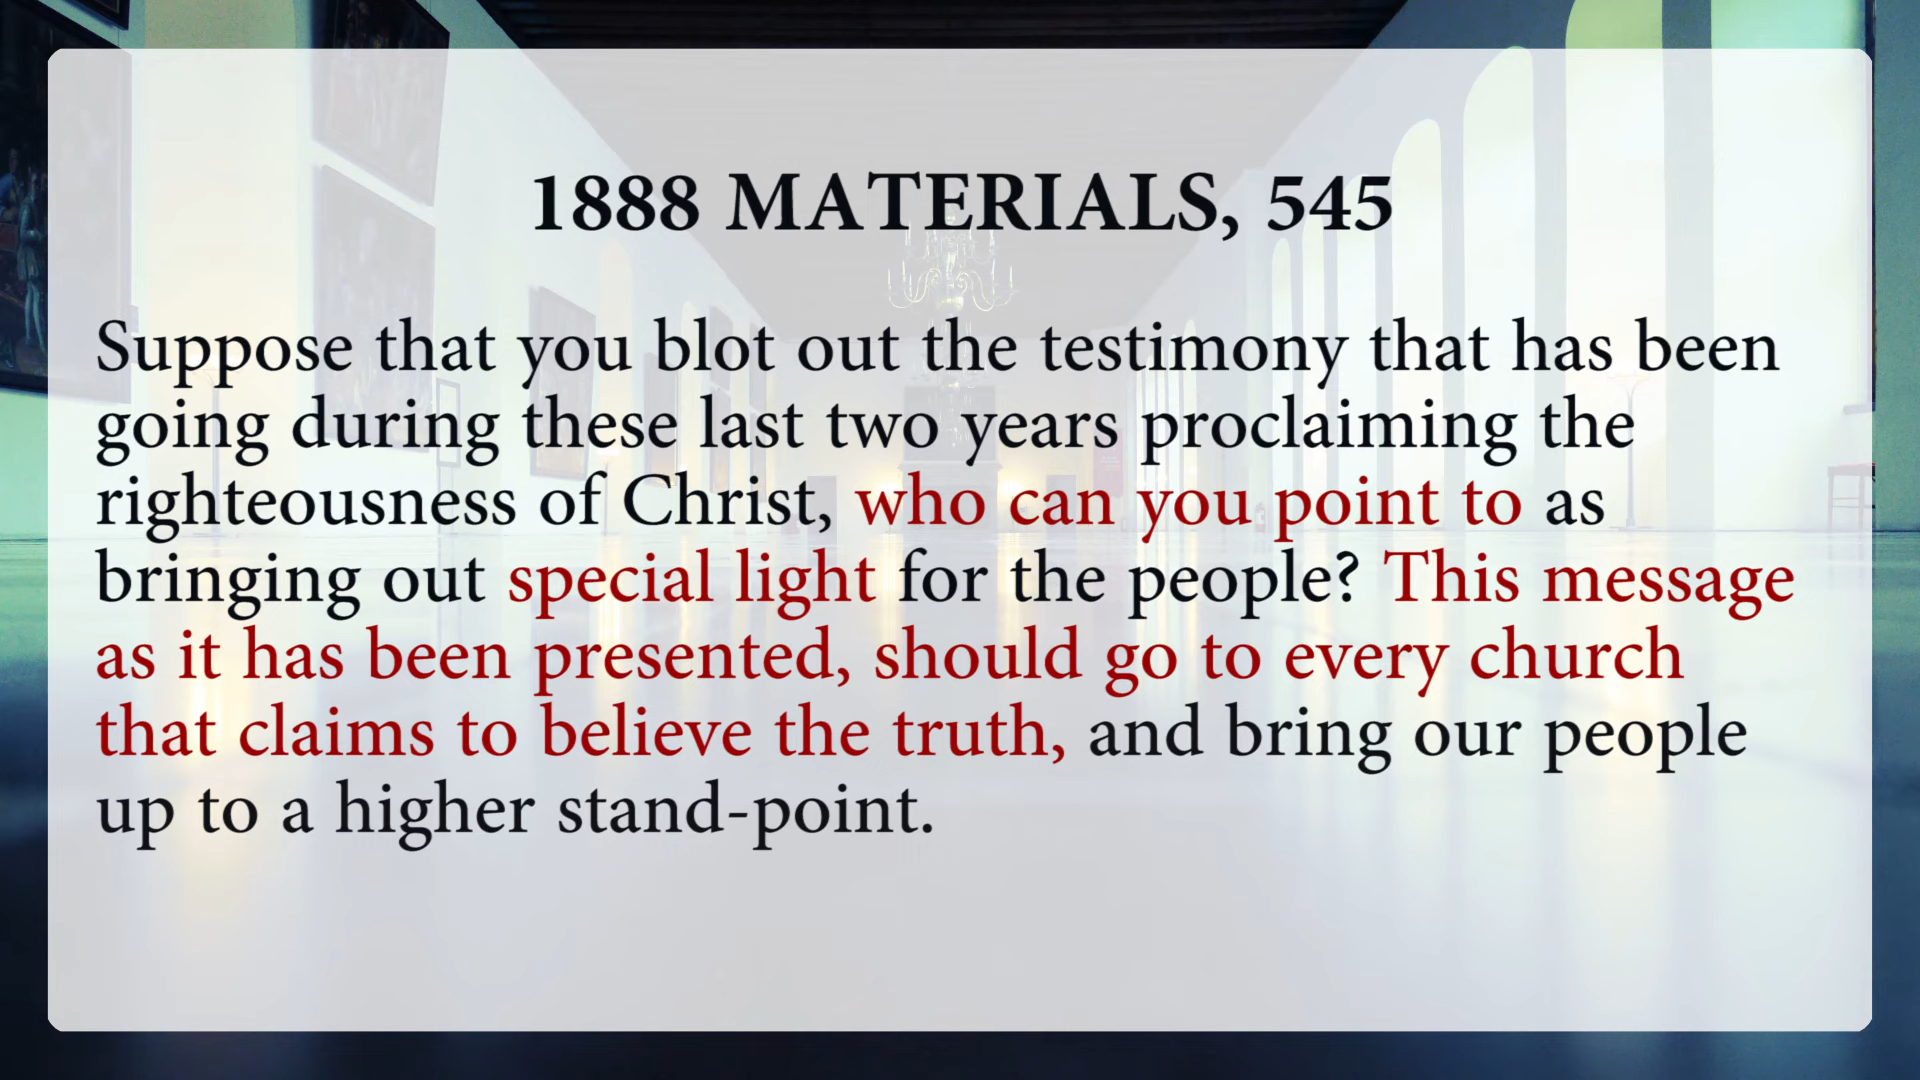 1888 MATERIALS, 545
Suppose that you blot out the testimony that has been
going during these last two years proclaiming the
righteousness of Christ, who can you point to as
bringing out special light for the people? This message
as it has been presented, should go to every church
that claims to believe the truth, and bring our people
up to a higher stand-point.